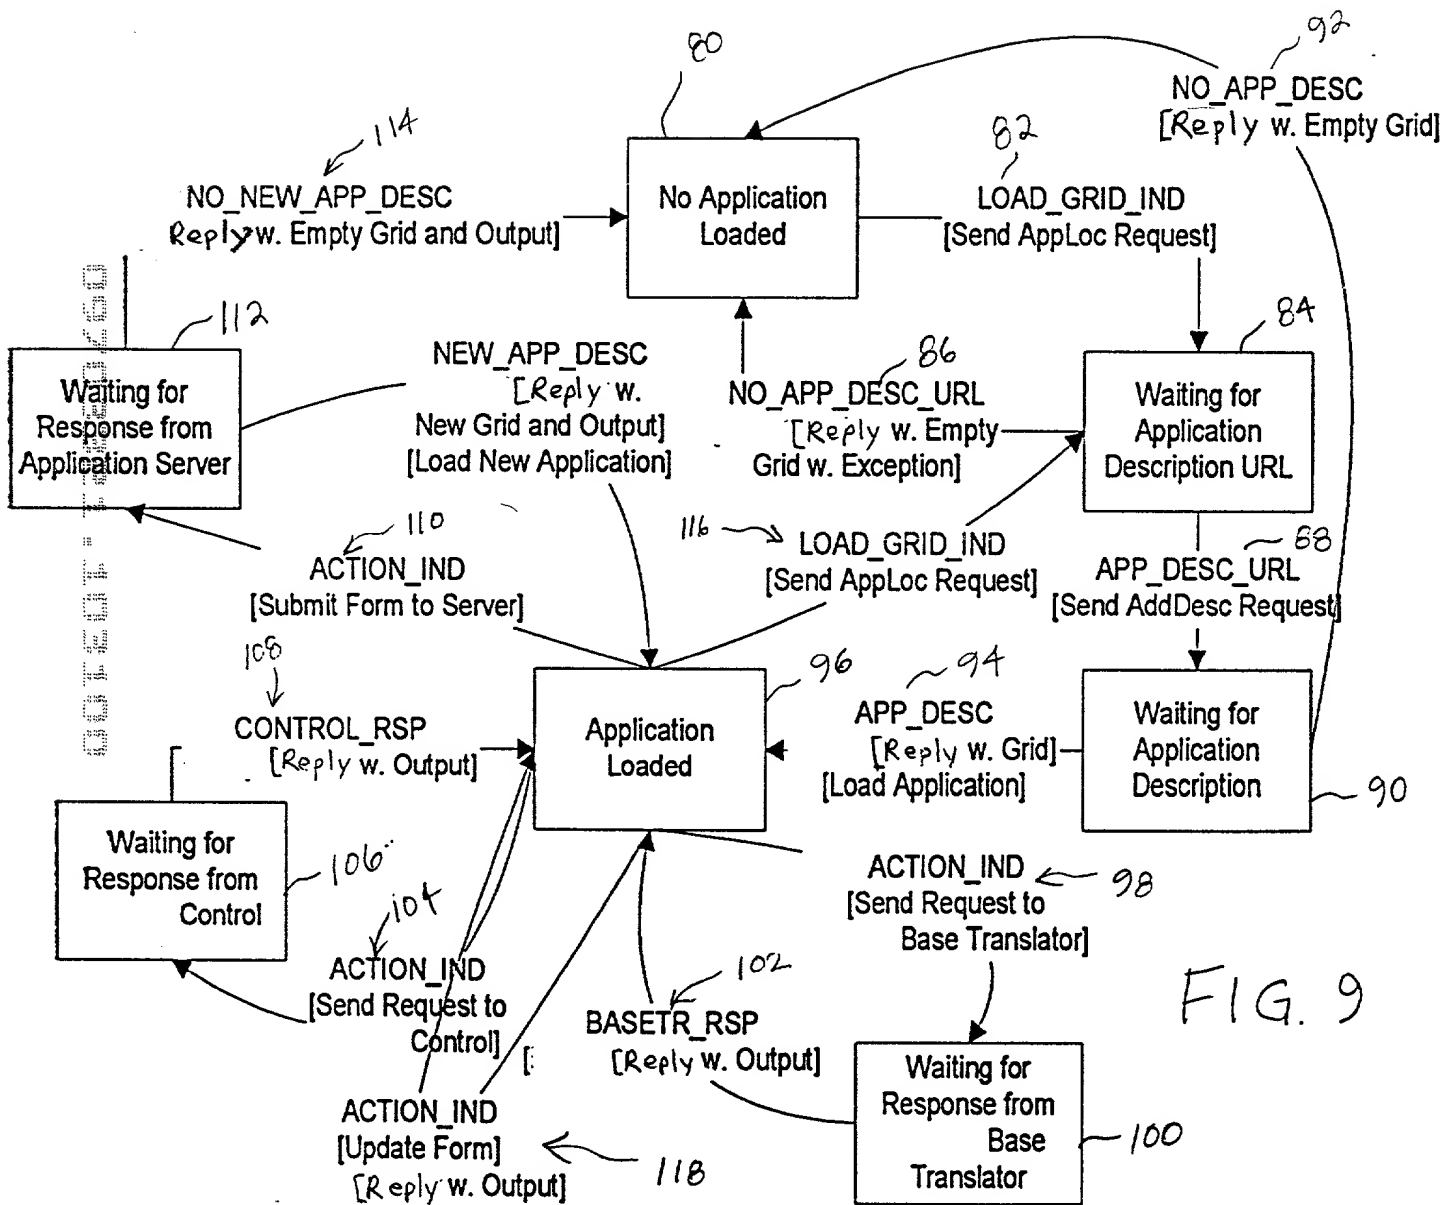 80
92
NO_APP_DESC
[Reply w. Empty Grid]
114
NO_NEW_APP_DESC
Reply w. Empty Grid and Output]
No Application
Loaded
82
LOAD_GRID_IND
[Send AppLoc Request]
112
Waiting for
Response from
Application Server
NEW_APP_DESC
[Reply w.
New Grid and Output]
[Load New Application]
86
NO_APP_DESC_URL
[Reply w. Empty
Grid w. Exception]
84
Waiting for
Application
Description URL
110
ACTION_IND
[Submit Form to Server]
116
LOAD_GRID_IND
[Send AppLoc Request]
88
APP_DESC_URL
[Send AddDesc Request]
108
CONTROL_RSP
[Reply w. Output]
96
Application
Loaded
94
APP_DESC
[Reply w. Grid]
[Load Application]
Waiting for
Application
Description
90
Waiting for
Response from
Control
106
104
ACTION_IND
[Send Request to
Control]
ACTION_IND
[Send Request to
Base Translator]
98
102
BASETR_RSP
[Reply w. Output]
[
FIG. 9
Waiting for
Response from
Base
Translator
100
ACTION_IND
[Update Form]
[Reply w. Output]
118